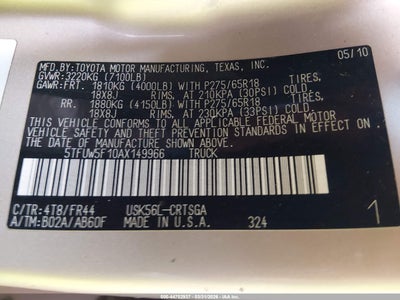 MFD.BY:TOYOTA MOTOR MANUFACTURING, TEXAS, INC. 05/10
GVWR: 3220KG (7100LB)
GAWR:FRT. 1810KG (4000LB) WITH P275/65R18 TIRES,
18X8J RIMS, AT 210KPA (30PSI) COLD.
RR. 1880KG (4150LB) WITH P275/65R18 TIRES,
18X8J RIMS, AT 230KPA (33PSI) COLD.
THIS VEHICLE CONFORMS TO ALL APPLICABLE FEDERAL MOTOR
VEHICLE SAFETY STANDARDS IN EFFECT ON
THE DATE OF MANUFACTURE SHOWN ABOVE.
5TFUW5F10AX149966 TRUCK
C/TR:4T8/FR44 USK56L-CRTSGA 1
A/TM:B02A/AB60F MADE IN U.S.A. 324